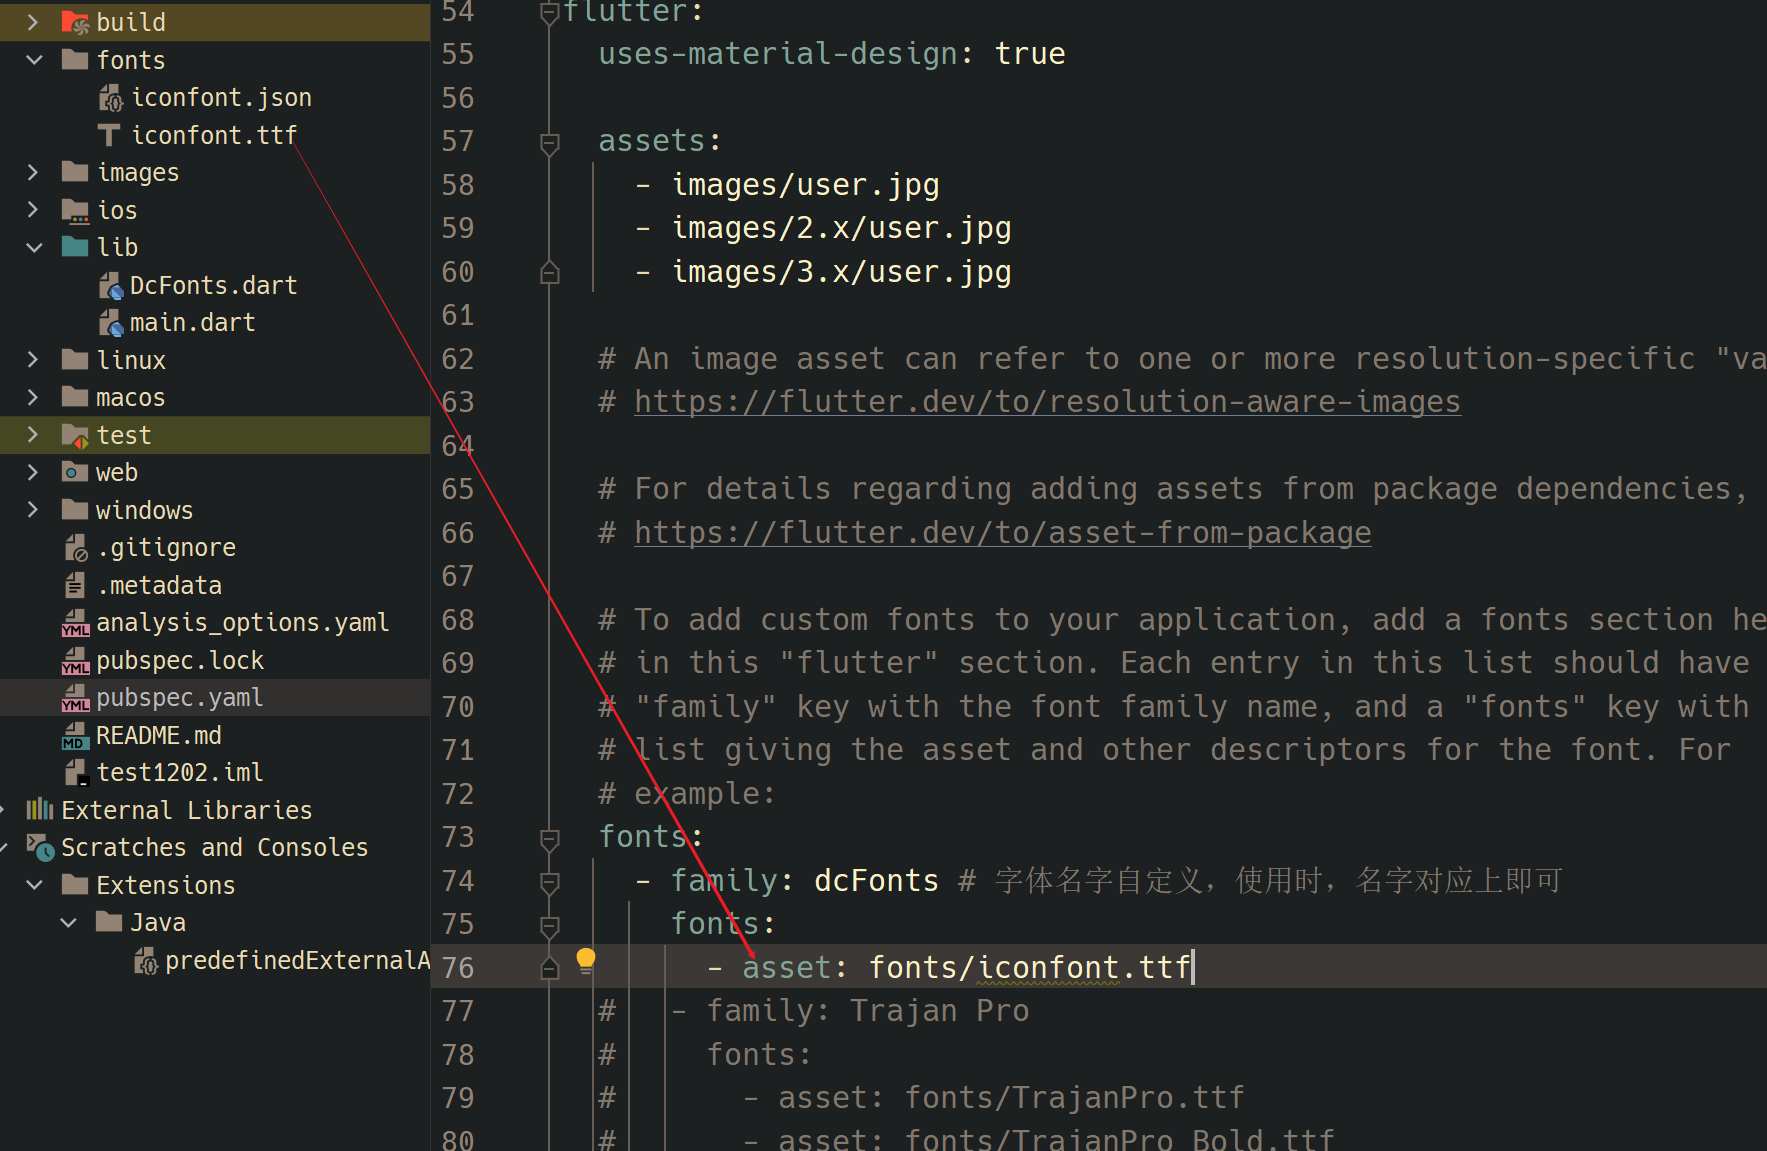 build
fonts
iconfont.json
iconfont.ttf
images
ios
lib
DcFonts.dart
main.dart
linux
macos
test
web
windows
.gitignore
.metadata
YML analysis_options.yaml
YML pubspec.lock
YML pubspec.yaml
MD README.md
test1202.iml
External Libraries
Scratches and Consoles
Extensions
Java
predefinedExternalA
54 flutter:
55 uses-material-design: true
56
57 assets:
58 - images/user.jpg
59 - images/2.x/user.jpg
60 - images/3.x/user.jpg
61
62 # An image asset can refer to one or more resolution-specific "va
63 # https://flutter.dev/to/resolution-aware-images
64
65 # For details regarding adding assets from package dependencies,
66 # https://flutter.dev/to/asset-from-package
67
68 # To add custom fonts to your application, add a fonts section he
69 # in this "flutter" section. Each entry in this list should have
70 # "family" key with the font family name, and a "fonts" key with
71 # list giving the asset and other descriptors for the font. For
72 # example:
73 fonts:
74 - family: dcFonts # 字体名字自定义，使用时，名字对应上即可
75 fonts:
76 - asset: fonts/iconfont.ttf
77 # - family: Trajan Pro
78 # fonts:
79 # - asset: fonts/TrajanPro.ttf
80 # - asset: fonts/TrajanPro_Bold.ttf